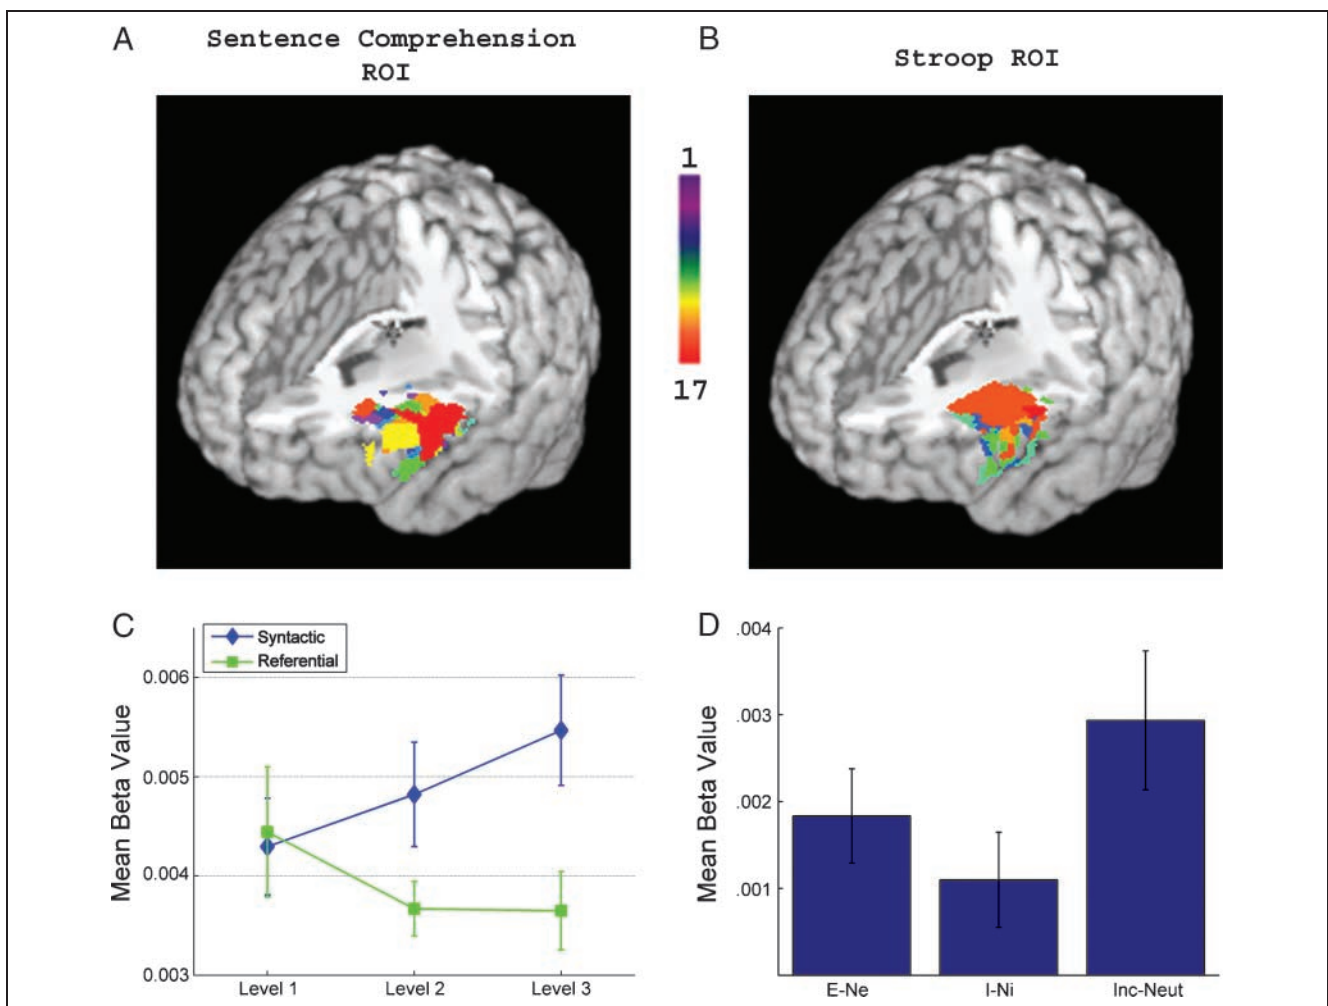 A
Sentence Comprehension
ROI
B
Stroop ROI
1
17
C
Syntactic
Referential
Mean Beta Value
0.006
0.005
0.004
0.003
Level 1
Level 2
Level 3
D
Mean Beta Value
.004
.003
.002
.001
E-Ne
I-Ni
Inc-Neut